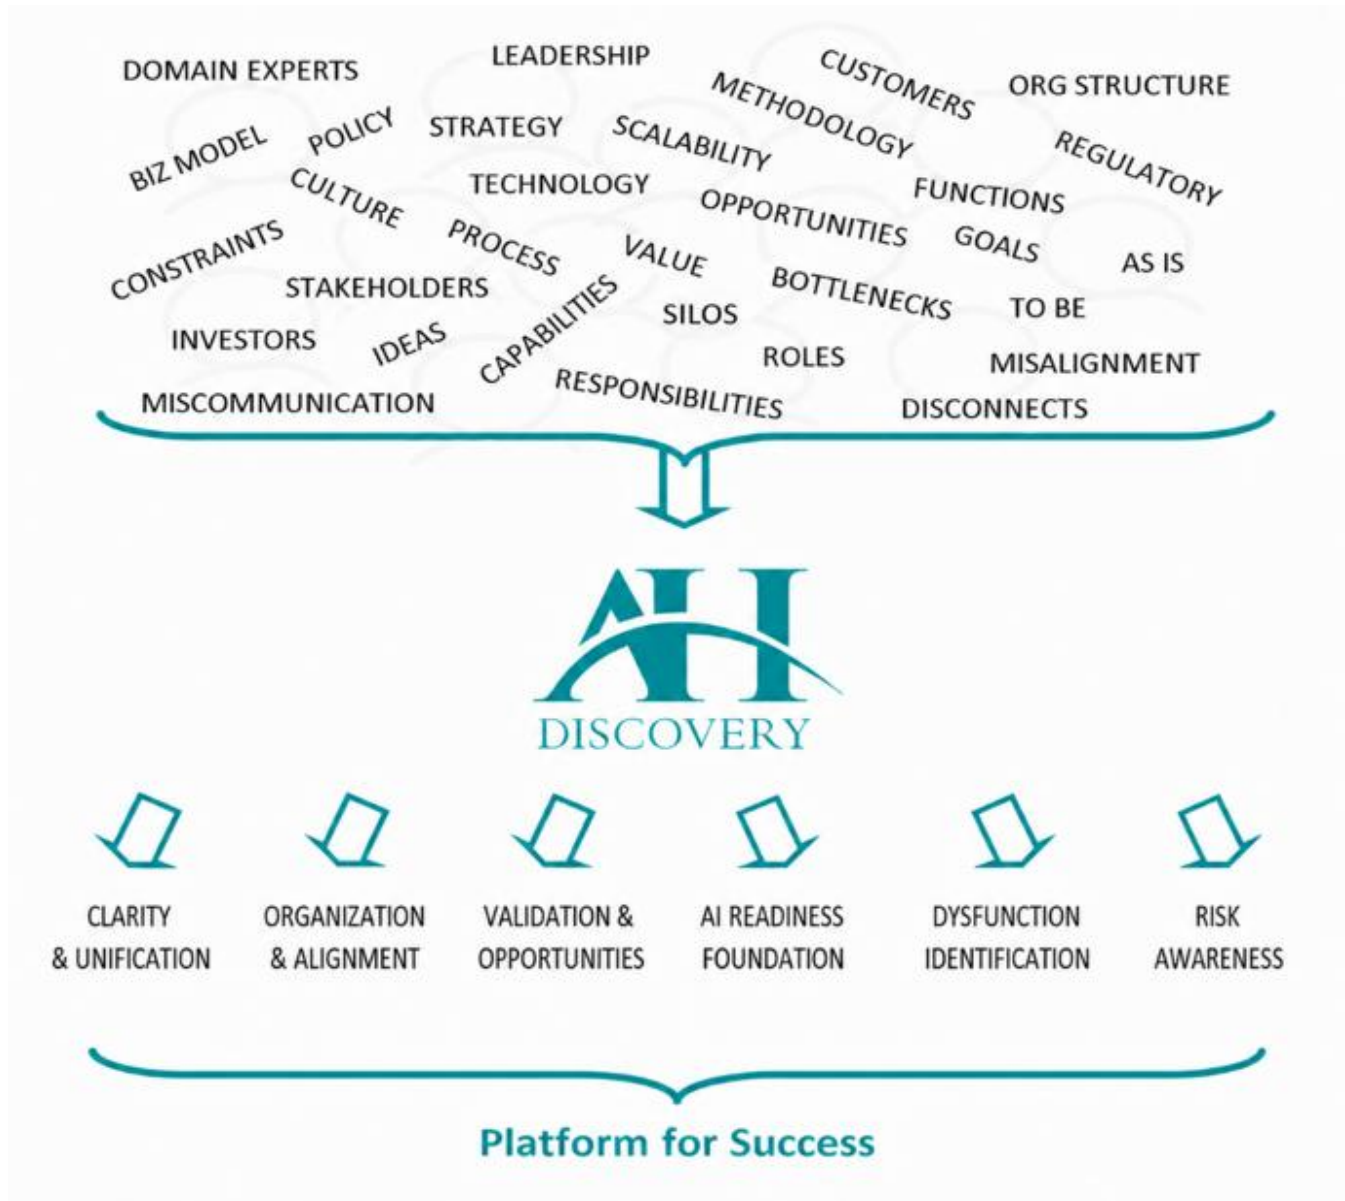 DOMAIN EXPERTS
LEADERSHIP
CUSTOMERS
ORG STRUCTURE
BIZ MODEL
POLICY
STRATEGY
SCALABILITY
METHODOLOGY
REGULATORY
CULTURE
TECHNOLOGY
OPPORTUNITIES
FUNCTIONS
CONSTRAINTS
PROCESS
VALUE
GOALS
AS IS
STAKEHOLDERS
CAPABILITIES
SILOS
BOTTLENECKS
TO BE
INVESTORS
IDEAS
ROLES
MISALIGNMENT
MISCOMMUNICATION
RESPONSIBILITIES
DISCONNECTS
AH
DISCOVERY
CLARITY
& UNIFICATION
ORGANIZATION
& ALIGNMENT
VALIDATION &
OPPORTUNITIES
AI READINESS
FOUNDATION
DYSFUNCTION
IDENTIFICATION
RISK
AWARENESS
Platform for Success